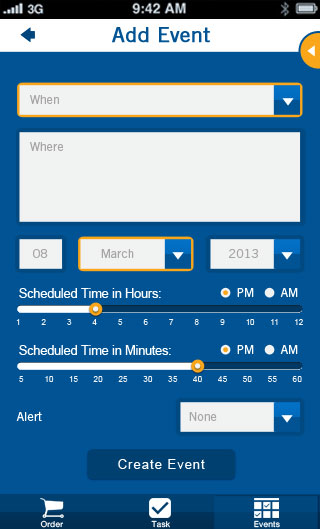 3G 9:42 AM
Add Event
When
Where
08 March 2013
Scheduled Time in Hours: PM AM
1 2 3 4 5 6 7 8 9 10 11 12
Scheduled Time in Minutes: PM AM
5 10 15 20 25 30 35 40 45 50 55 60
Alert None
Create Event
Order Task Events